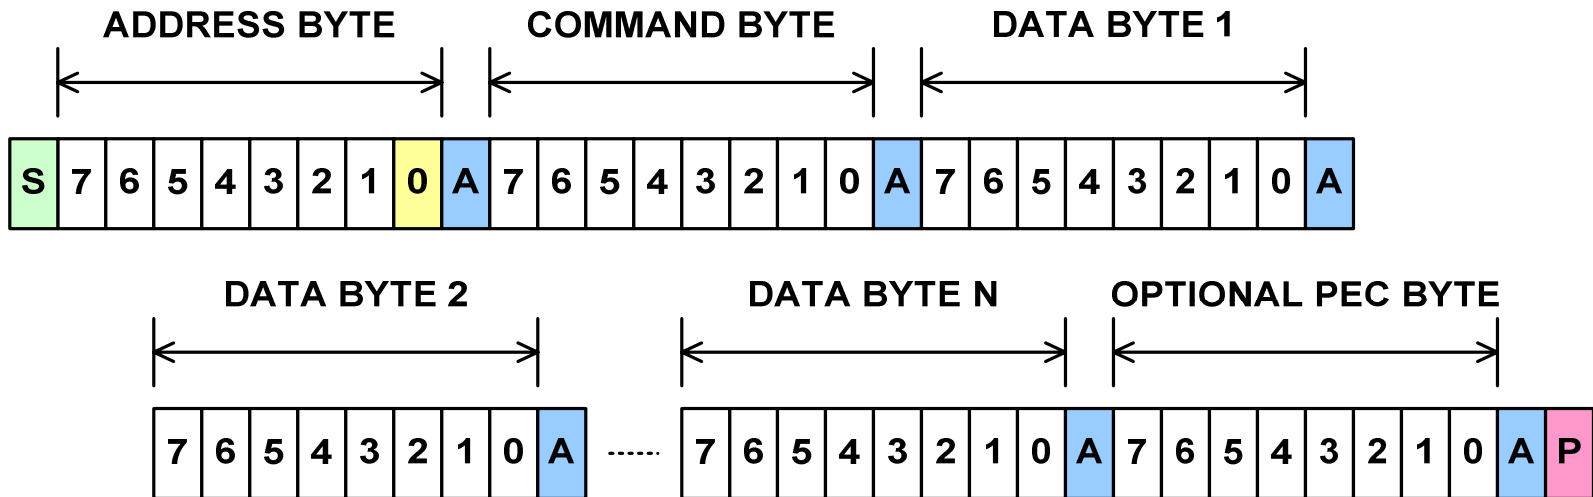 ADDRESS BYTE COMMAND BYTE DATA BYTE 1
S 7 6 5 4 3 2 1 0 A 7 6 5 4 3 2 1 0 A 7 6 5 4 3 2 1 0 A
DATA BYTE 2 DATA BYTE N OPTIONAL PEC BYTE
7 6 5 4 3 2 1 0 A ...... 7 6 5 4 3 2 1 0 A 7 6 5 4 3 2 1 0 A P